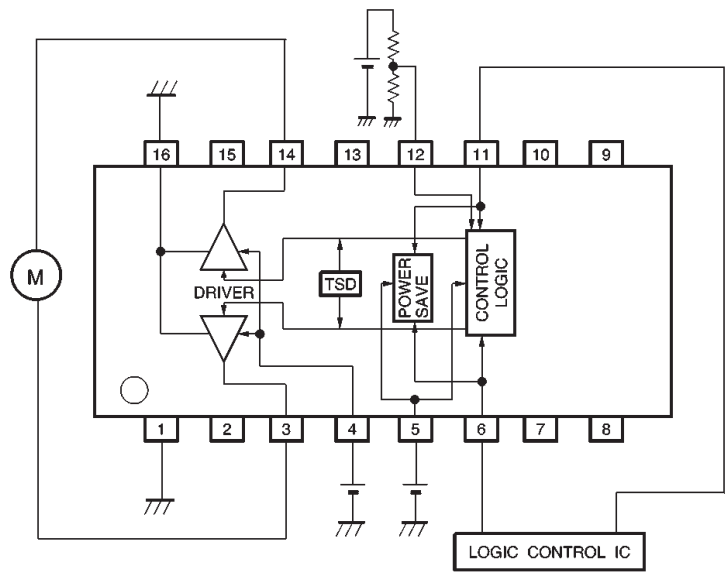 16 15 14 13 12 11 10 9
M
DRIVER
TSD
POWER
SAVE
CONTROL
LOGIC
1 2 3 4 5 6 7 8
LOGIC CONTROL IC